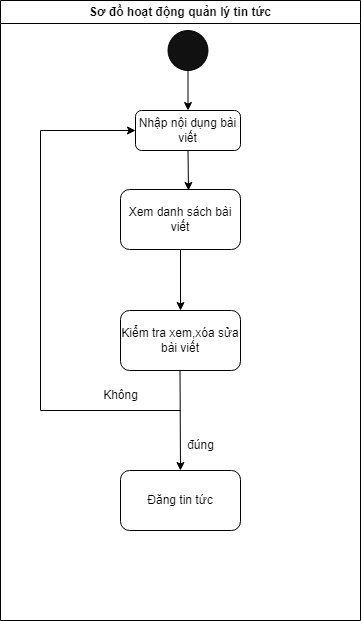 Sơ đồ hoạt động quản lý tin tức
Nhập nội dụng bài
viết
Xem danh sách bài
viết
Kiểm tra xem,xóa sửa
bài viết
Không
đúng
Đăng tin tức